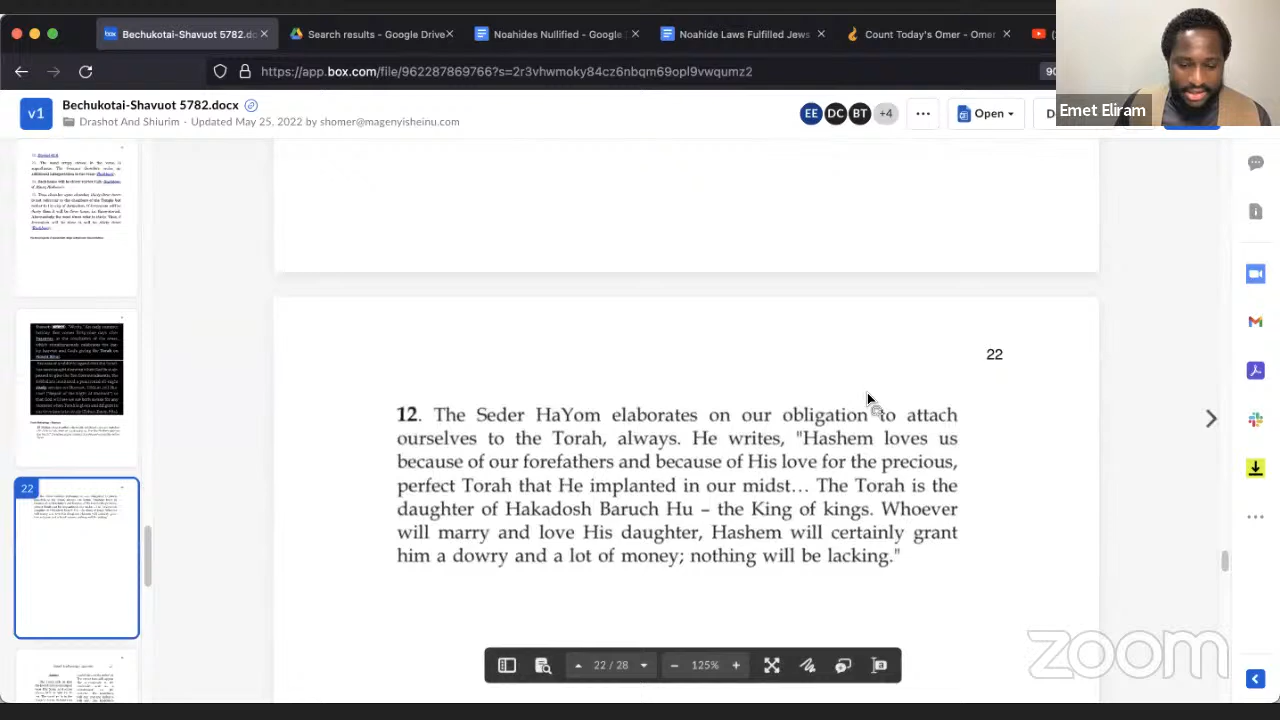 Bechukotai-Shavuot 5782.do
Search results - Google Drive
Noahides Nullified - Google
Noahide Laws Fulfilled Jews
Count Today's Omer - Omer
https://app.box.com/file/962287869766?s=2r3vhwmoky84cz6nbqm69opl9vwqumz2
90
Emet Eliram
v1
Bechukotai-Shavuot 5782.docx
Drashot And Shiurim • Updated May 25, 2022 by shomer@magenyisheinu.com
EE DC BT +4
Open
D
22
22
12. The Seder HaYom elaborates on our obligation to attach
ourselves to the Torah, always. He writes, "Hashem loves us
because of our forefathers and because of His love for the precious,
perfect Torah that He implanted in our midst... The Torah is the
daughter of Hakadosh Baruch Hu – the King of kings. Whoever
will marry and love His daughter, Hashem will certainly grant
him a dowry and a lot of money; nothing will be lacking."
22 / 28
125%
zoom